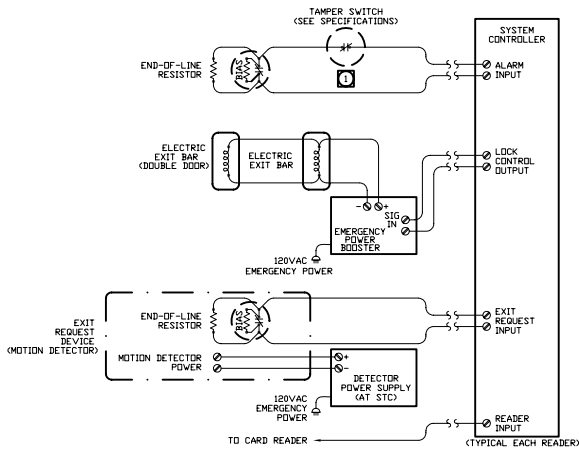 TAMPER SWITCH
(SEE SPECIFICATIONS)
SYSTEM
CONTROLLER
END-OF-LINE
RESISTOR
BIAS
1
ALARM
INPUT
ELECTRIC
EXIT BAR
(DOUBLE DOOR)
ELECTRIC
EXIT BAR
LOCK
CONTROL
OUTPUT
- +
SIG
IN
EMERGENCY
POWER
BOOSTER
120VAC
EMERGENCY POWER
EXIT
REQUEST
DEVICE
(MOTION DETECTOR)
END-OF-LINE
RESISTOR
BIAS
EXIT
REQUEST
INPUT
MOTION DETECTOR
POWER
+
-
DETECTOR
POWER SUPPLY
(AT STC)
120VAC
EMERGENCY
POWER
READER
INPUT
TO CARD READER
(TYPICAL EACH READER)